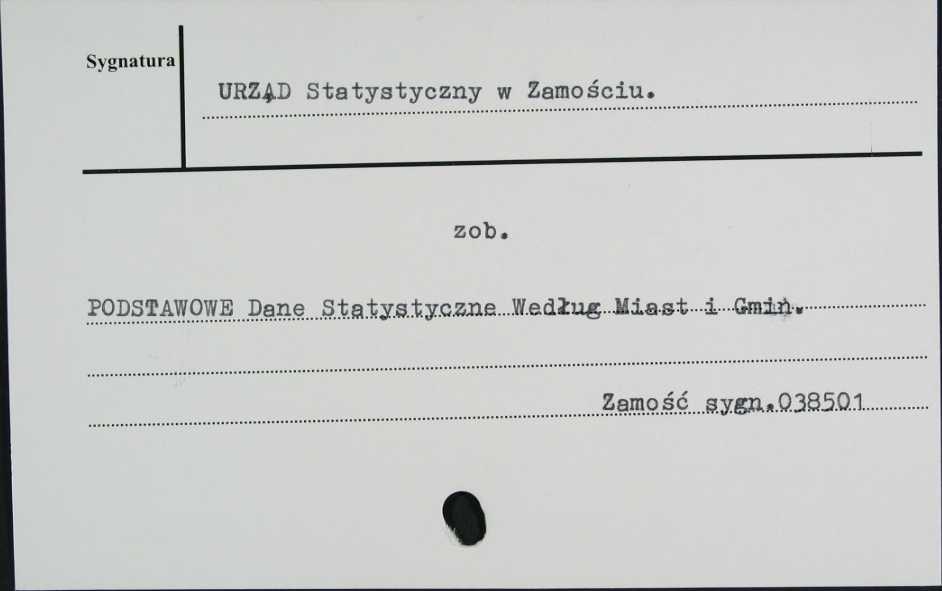 Sygnatura
URZĄD Statystyczny w Zamościu.
zob.
PODSTAWOWE Dane Statystyczne Według Miast i Gmin.
Zamość sygn.038501